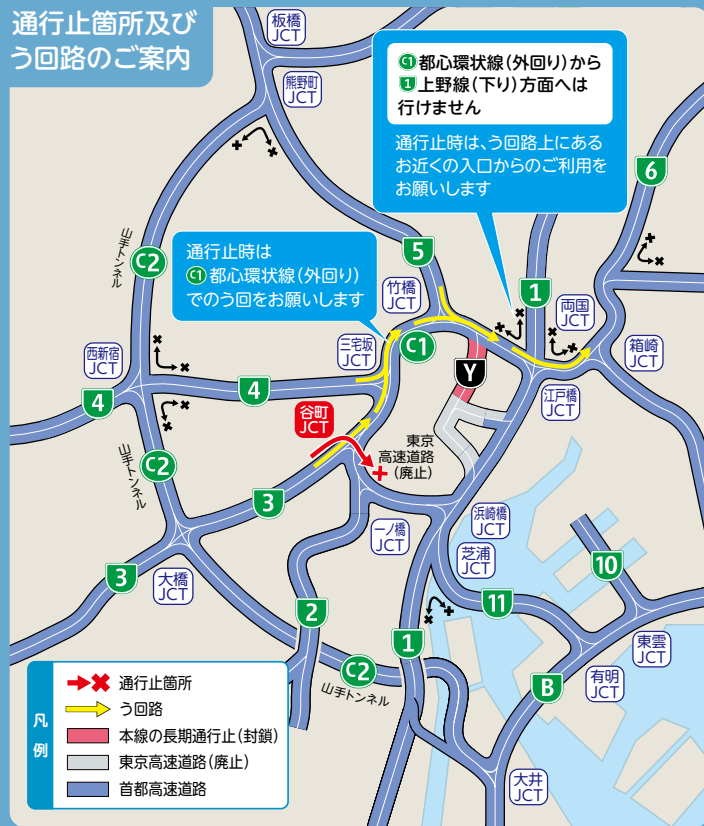 通行止箇所及び
う回路のご案内
板橋
JCT
熊野町
JCT
C1都心環状線(外回り)から
1上野線(下り)方面へは
行けません
通行止時は、う回路上にある
お近くの入口からのご利用を
お願いします
6
山手トンネル
C2
5
通行止時は
C1都心環状線(外回り)
でのう回をお願いします
竹橋
JCT
1
両国
JCT
三宅坂
JCT
C1
箱崎
JCT
西新宿
JCT
Y
4
4
江戸橋
JCT
谷町
JCT
東京
高速道路
(廃止)
山手トンネル
C2
3
一ノ橋
JCT
浜崎橋
JCT
芝浦
JCT
10
3
大橋
JCT
2
11
1
東雲
JCT
有明
JCT
C2
山手トンネル
B
大井
JCT
凡例
通行止箇所
う回路
本線の長期通行止(封鎖)
東京高速道路(廃止)
首都高速道路